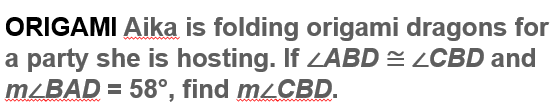 ORIGAMI Aika is folding origami dragons for
a party she is hosting. If ∠ABD ≅ ∠CBD and
m∠BAD = 58°, find m∠CBD.